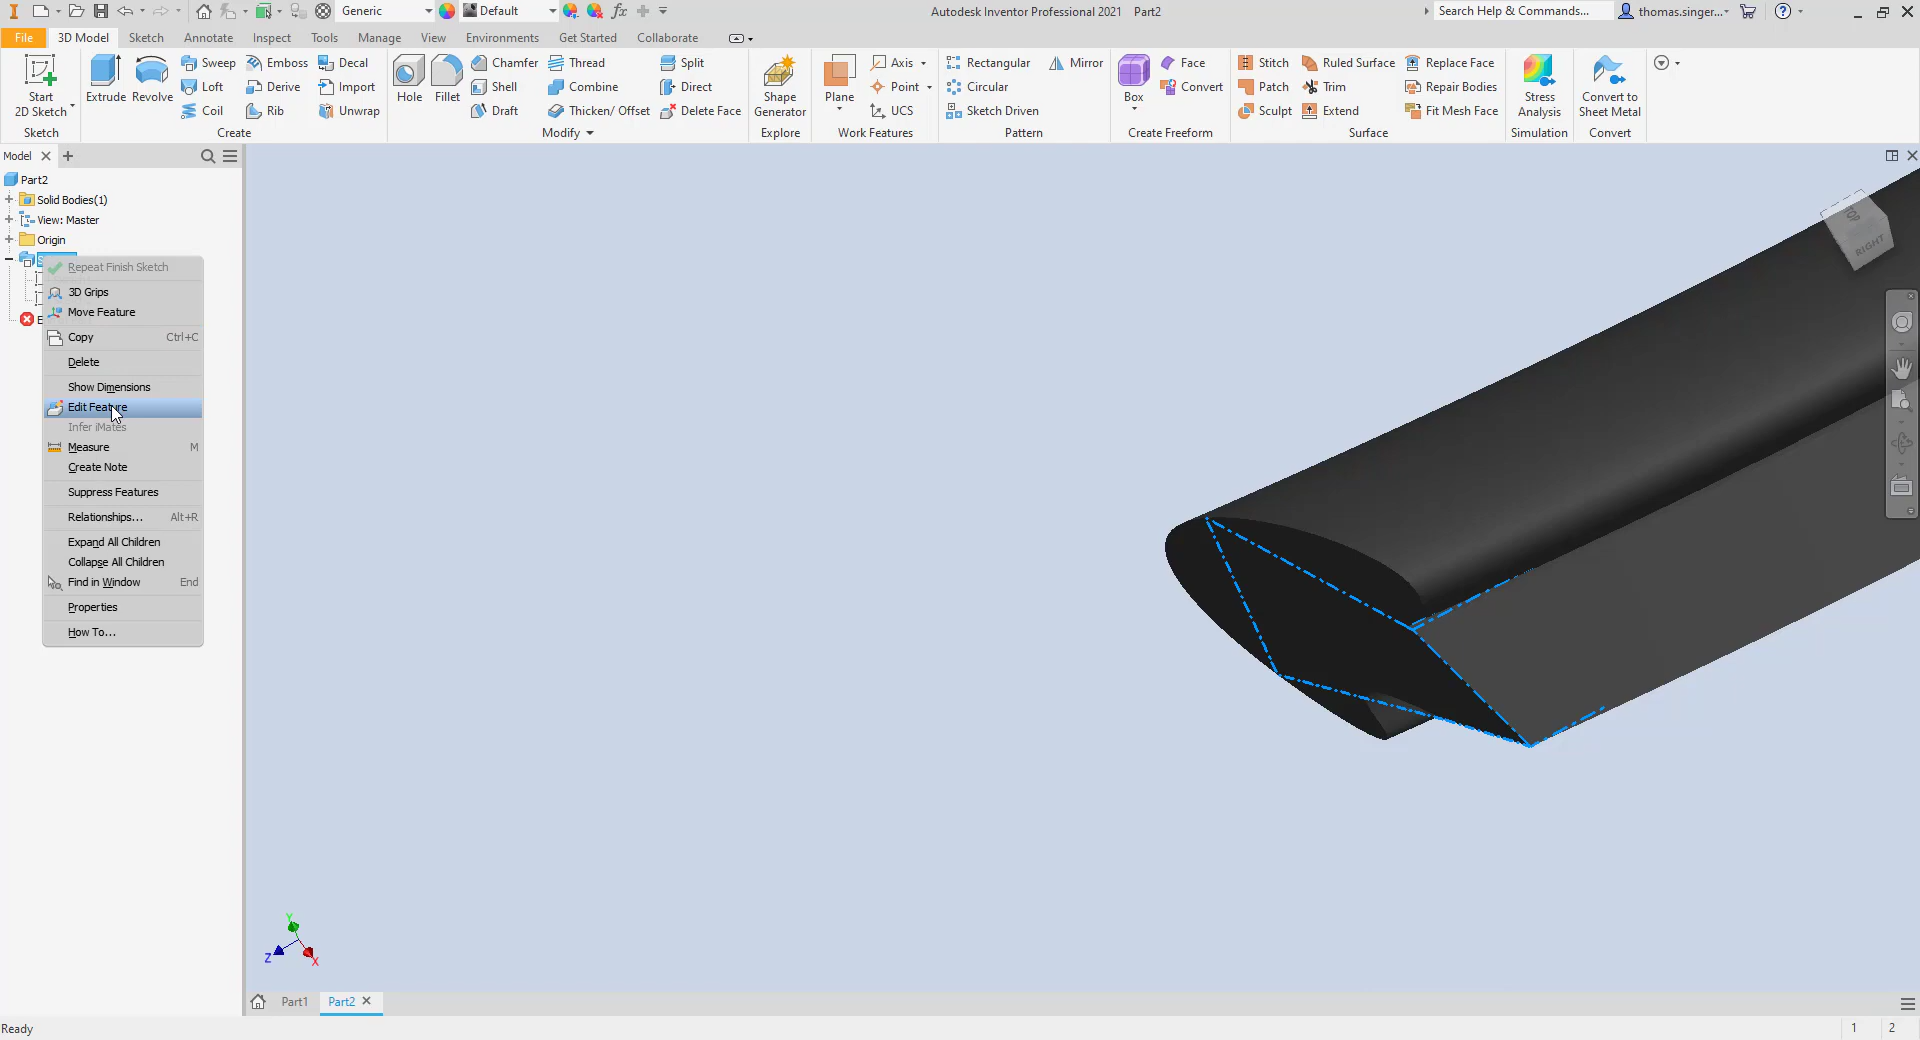 Generic
Default
fx
Autodesk Inventor Professional 2021 Part2
Search Help & Commands...
thomas.singer...
File 3D Model Sketch Annotate Inspect Tools Manage View Environments Get Started Collaborate
Start
2D Sketch
Sketch
Extrude
Revolve
Sweep
Loft
Coil
Emboss
Derive
Rib
Decal
Import
Unwrap
Create
Hole
Fillet
Chamfer
Shell
Draft
Thread
Combine
Thicken/ Offset
Split
Direct
Delete Face
Modify
Shape
Generator
Explore
Plane
Axis
Point
UCS
Work Features
Rectangular
Circular
Sketch Driven
Mirror
Pattern
Box
Face
Convert
Create Freeform
Stitch
Patch
Sculpt
Ruled Surface
Trim
Extend
Replace Face
Repair Bodies
Fit Mesh Face
Surface
Stress
Analysis
Simulation
Convert to
Sheet Metal
Convert
Model
Part2
Solid Bodies(1)
View: Master
Origin
Repeat Finish Sketch
3D Grips
Move Feature
Copy Ctrl+C
Delete
Show Dimensions
Edit Feature
Infer iMates
Measure M
Create Note
Suppress Features
Relationships... Alt+R
Expand All Children
Collapse All Children
Find in Window End
Properties
How To...
TOP
RIGHT
Y
Z
X
Part1
Part2
Ready
1 2